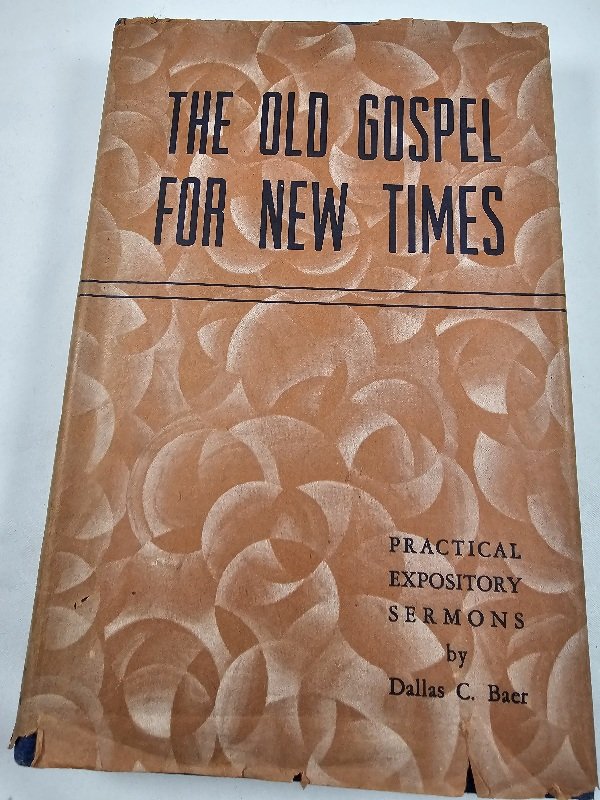 THE OLD GOSPEL
FOR NEW TIMES
PRACTICAL
EXPOSITORY
SERMONS
by
Dallas C. Baer